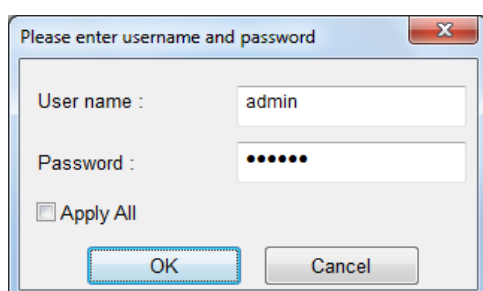 Please enter username and password
User name :
admin
Password :
••••••
Apply All
OK
Cancel